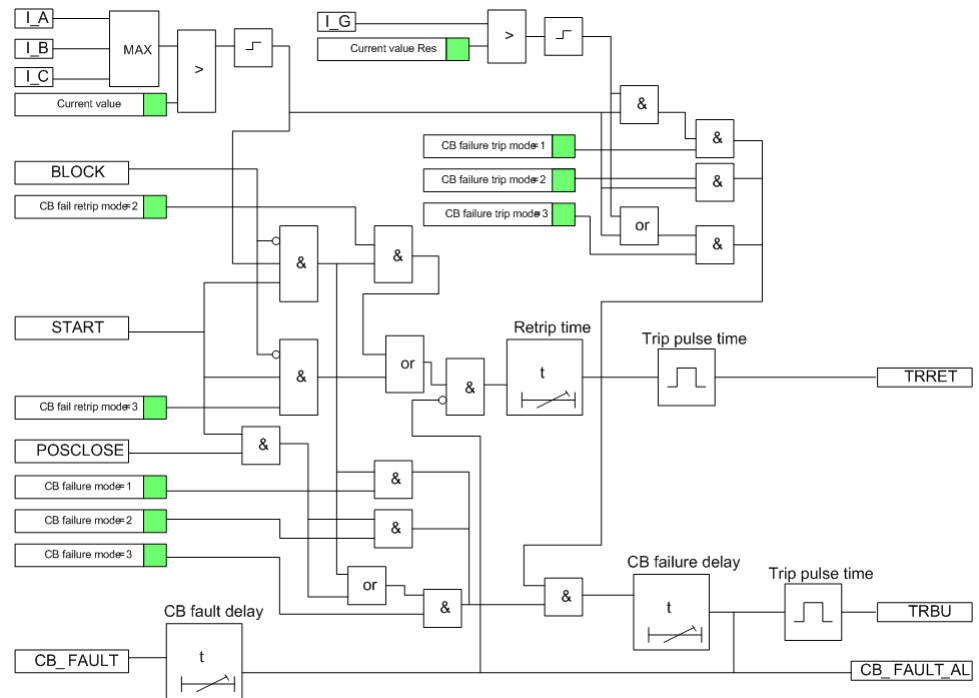 I_A
I_B
I_C
MAX
>
Current value
I_G
Current value Res
>
&
&
CB failure trip mode=1
CB failure trip mode=2
&
CB failure trip mode=3
or
&
BLOCK
CB fail retrip mode=2
&
&
START
Retrip time
Trip pulse time
&
or
&
t
TRRET
CB fail retrip mode=3
&
POSCLOSE
CB failure mode=1
&
CB failure mode=2
&
CB failure mode=3
or
&
&
CB failure delay
t
Trip pulse time
TRBU
CB fault delay
t
CB_FAULT
CB_FAULT_AL